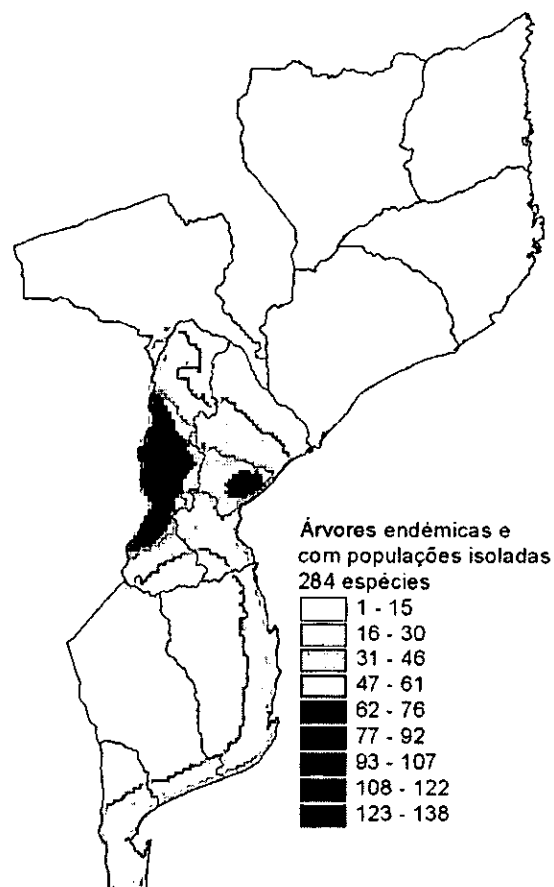 Árvores endémicas e
com populações isoladas
284 espécies
1 - 15
16 - 30
31 - 46
47 - 61
62 - 76
77 - 92
93 - 107
108 - 122
123 - 138